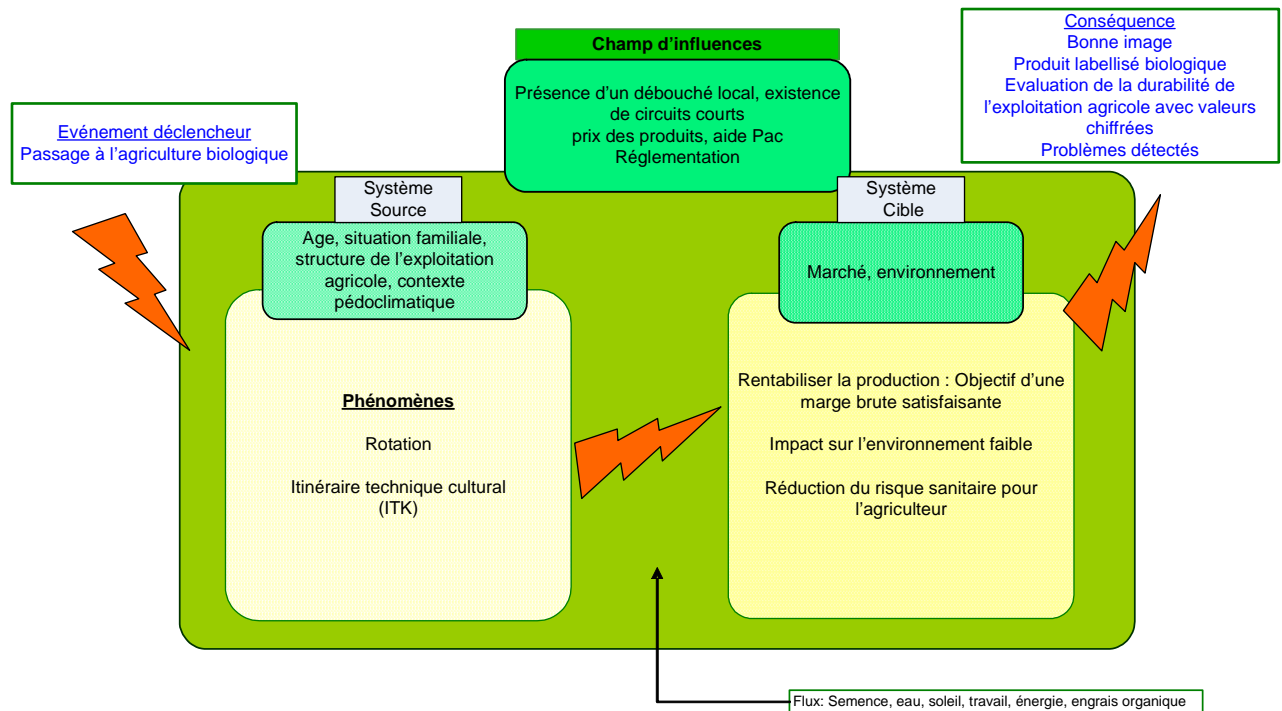 Champ d'influences
Présence d'un débouché local, existence
de circuits courts
prix des produits, aide Pac
Réglementation
Conséquence
Bonne image
Produit labellisé biologique
Evaluation de la durabilité de
l'exploitation agricole avec valeurs
chiffrées
Problèmes détectés
Evénement déclencheur
Passage à l'agriculture biologique
Système
Source
Age, situation familiale,
structure de l'exploitation
agricole, contexte
pédoclimatique
Phénomènes
Rotation
Itinéraire technique cultural
(ITK)
Système
Cible
Marché, environnement
Rentabiliser la production : Objectif d'une
marge brute satisfaisante
Impact sur l'environnement faible
Réduction du risque sanitaire pour
l'agriculteur
Flux: Semence, eau, soleil, travail, énergie, engrais organique